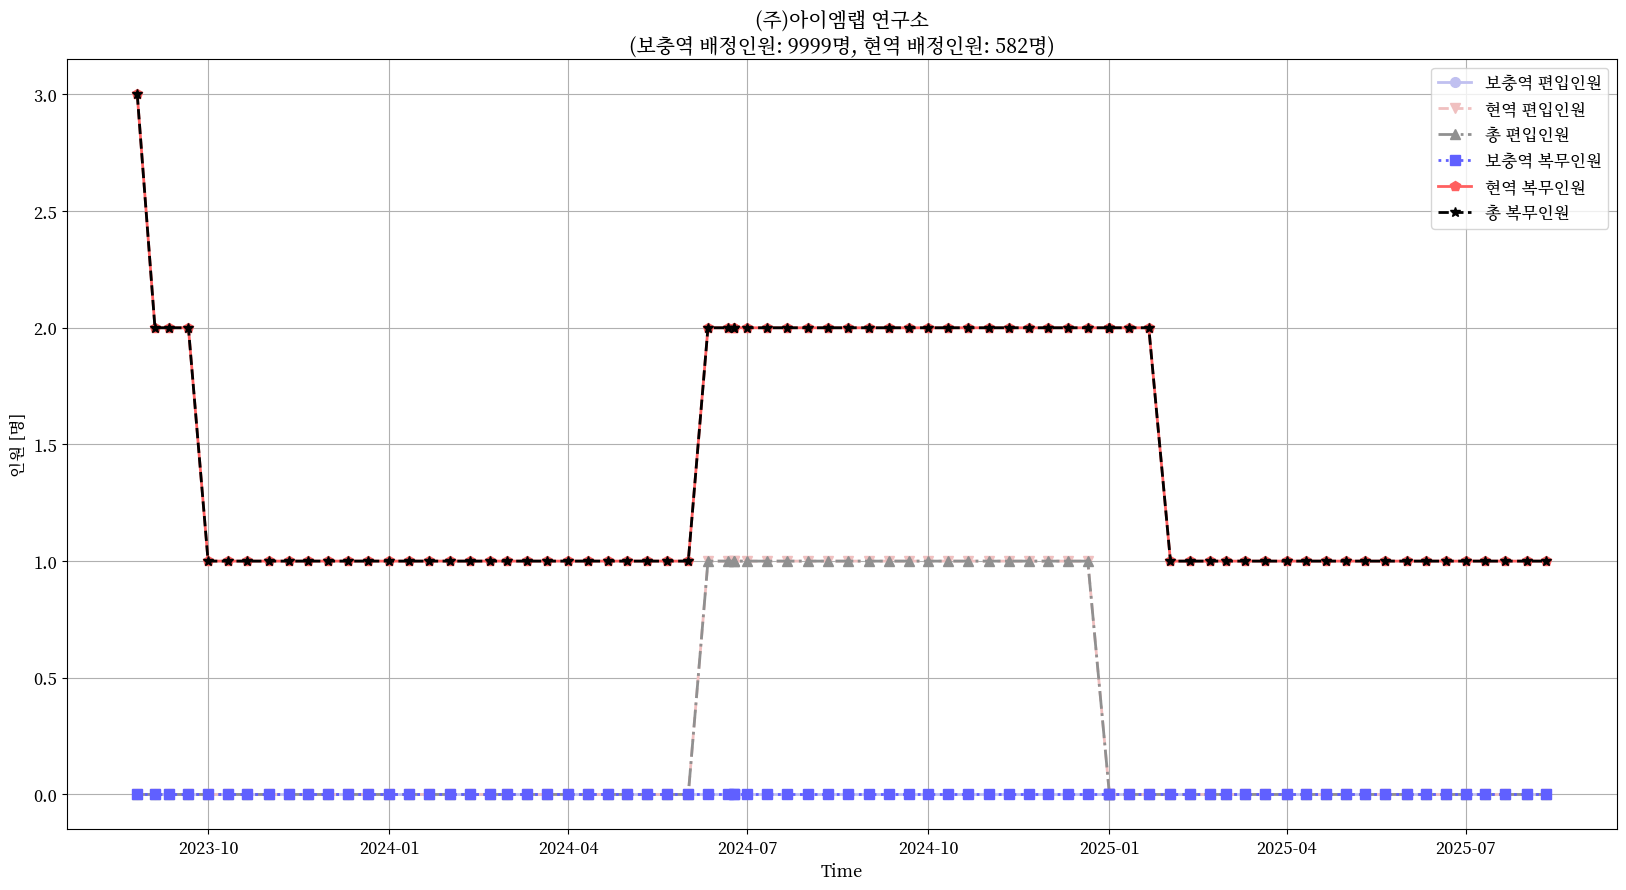 (주)아이엠랩 연구소
(보충역 배정인원: 9999명, 현역 배정인원: 582명)
보충역 편입인원
현역 편입인원
총 편입인원
보충역 복무인원
현역 복무인원
총 복무인원
인원 [명]
3.0
2.5
2.0
1.5
1.0
0.5
0.0
2023-10
2024-01
2024-04
2024-07
2024-10
2025-01
2025-04
2025-07
Time